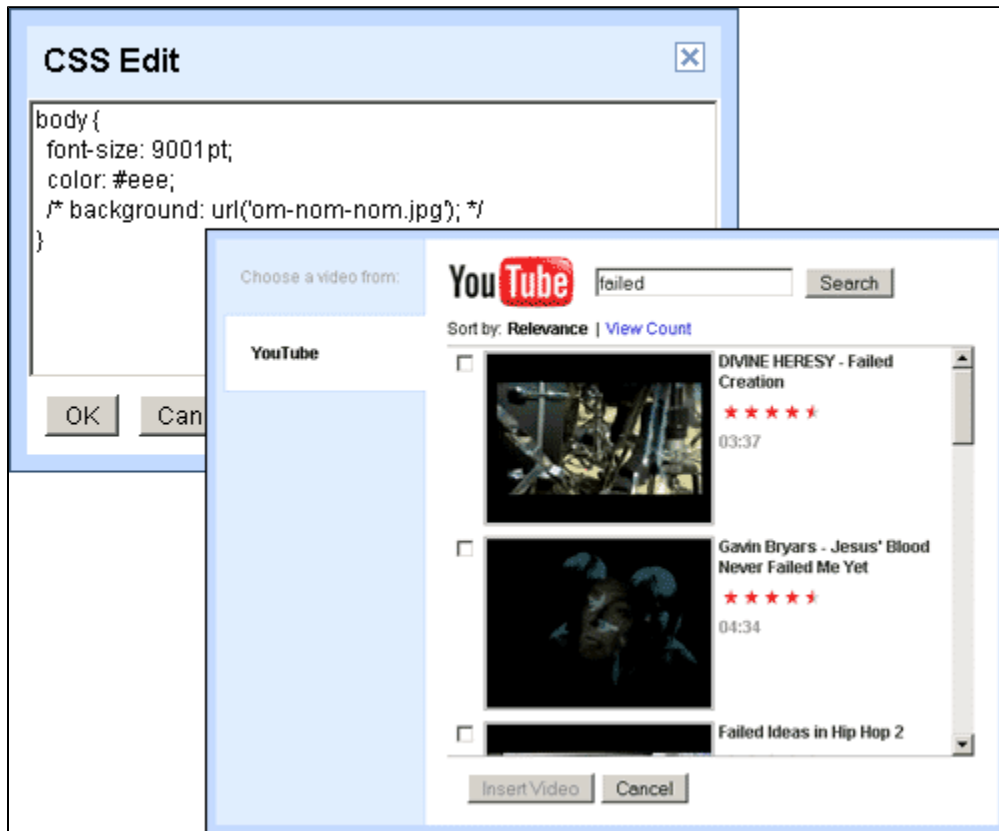 CSS Edit
body {
font-size: 9001pt;
color: #eee;
/* background: url('om-nom-nom.jpg'); */
}
OK
Can
Choose a video from:
YouTube
YouTube
failed
Search
Sort by: Relevance | View Count
DIVINE HERESY - Failed
Creation
03:37
Gavin Bryars - Jesus' Blood
Never Failed Me Yet
04:34
Failed Ideas in Hip Hop 2
Insert Video
Cancel